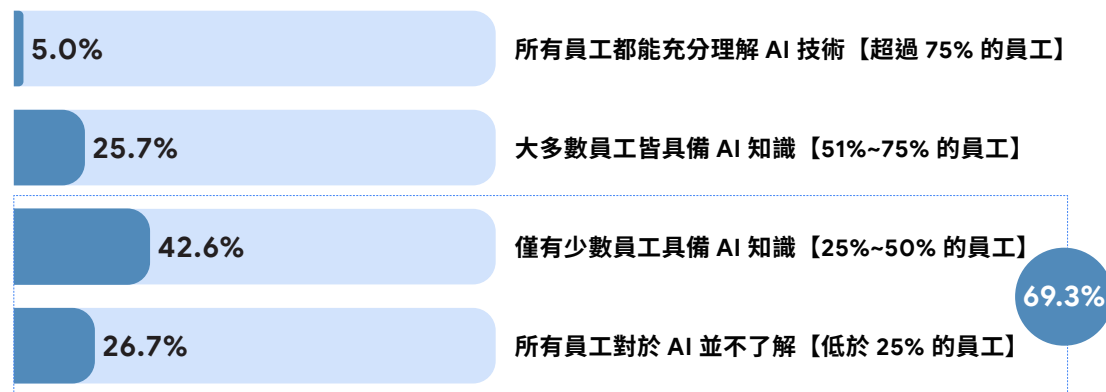 5.0% 所有員工都能充分理解 AI 技術【超過 75% 的員工】
25.7% 大多數員工皆具備 AI 知識【51%~75% 的員工】
42.6% 僅有少數員工具備 AI 知識【25%~50% 的員工】
69.3%
26.7% 所有員工對於 AI 並不了解【低於 25% 的員工】